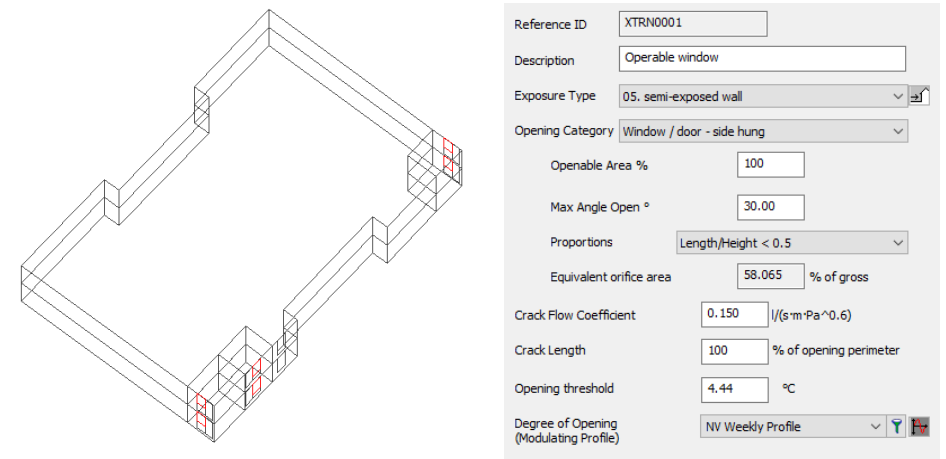 Reference ID XTRN0001
Description Operable window
Exposure Type 05. semi-exposed wall
Opening Category Window / door - side hung
Openable Area % 100
Max Angle Open ° 30.00
Proportions Length/Height < 0.5
Equivalent orifice area 58.065 % of gross
Crack Flow Coefficient 0.150 l/(s·m·Pa^0.6)
Crack Length 100 % of opening perimeter
Opening threshold 4.44 °C
Degree of Opening
(Modulating Profile) NV Weekly Profile